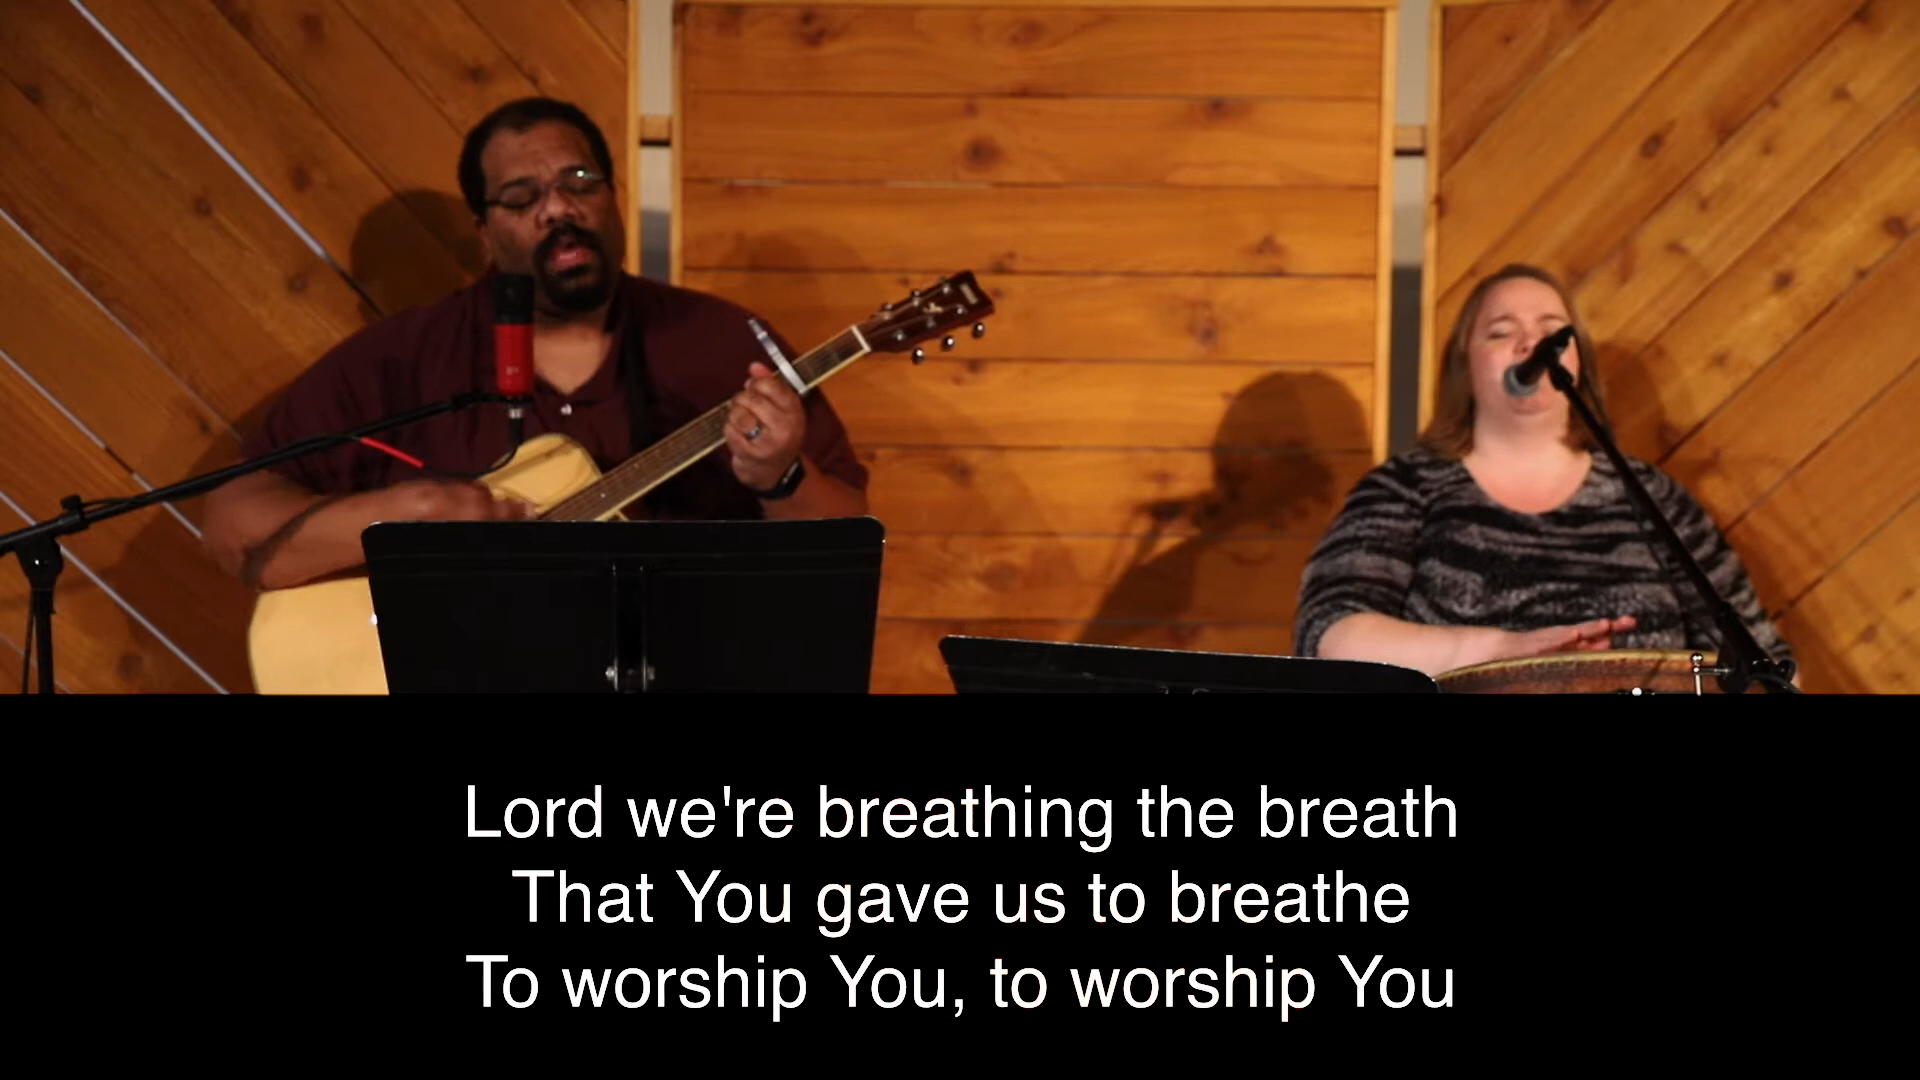 Lord we're breathing the breath
That You gave us to breathe
To worship You, to worship You